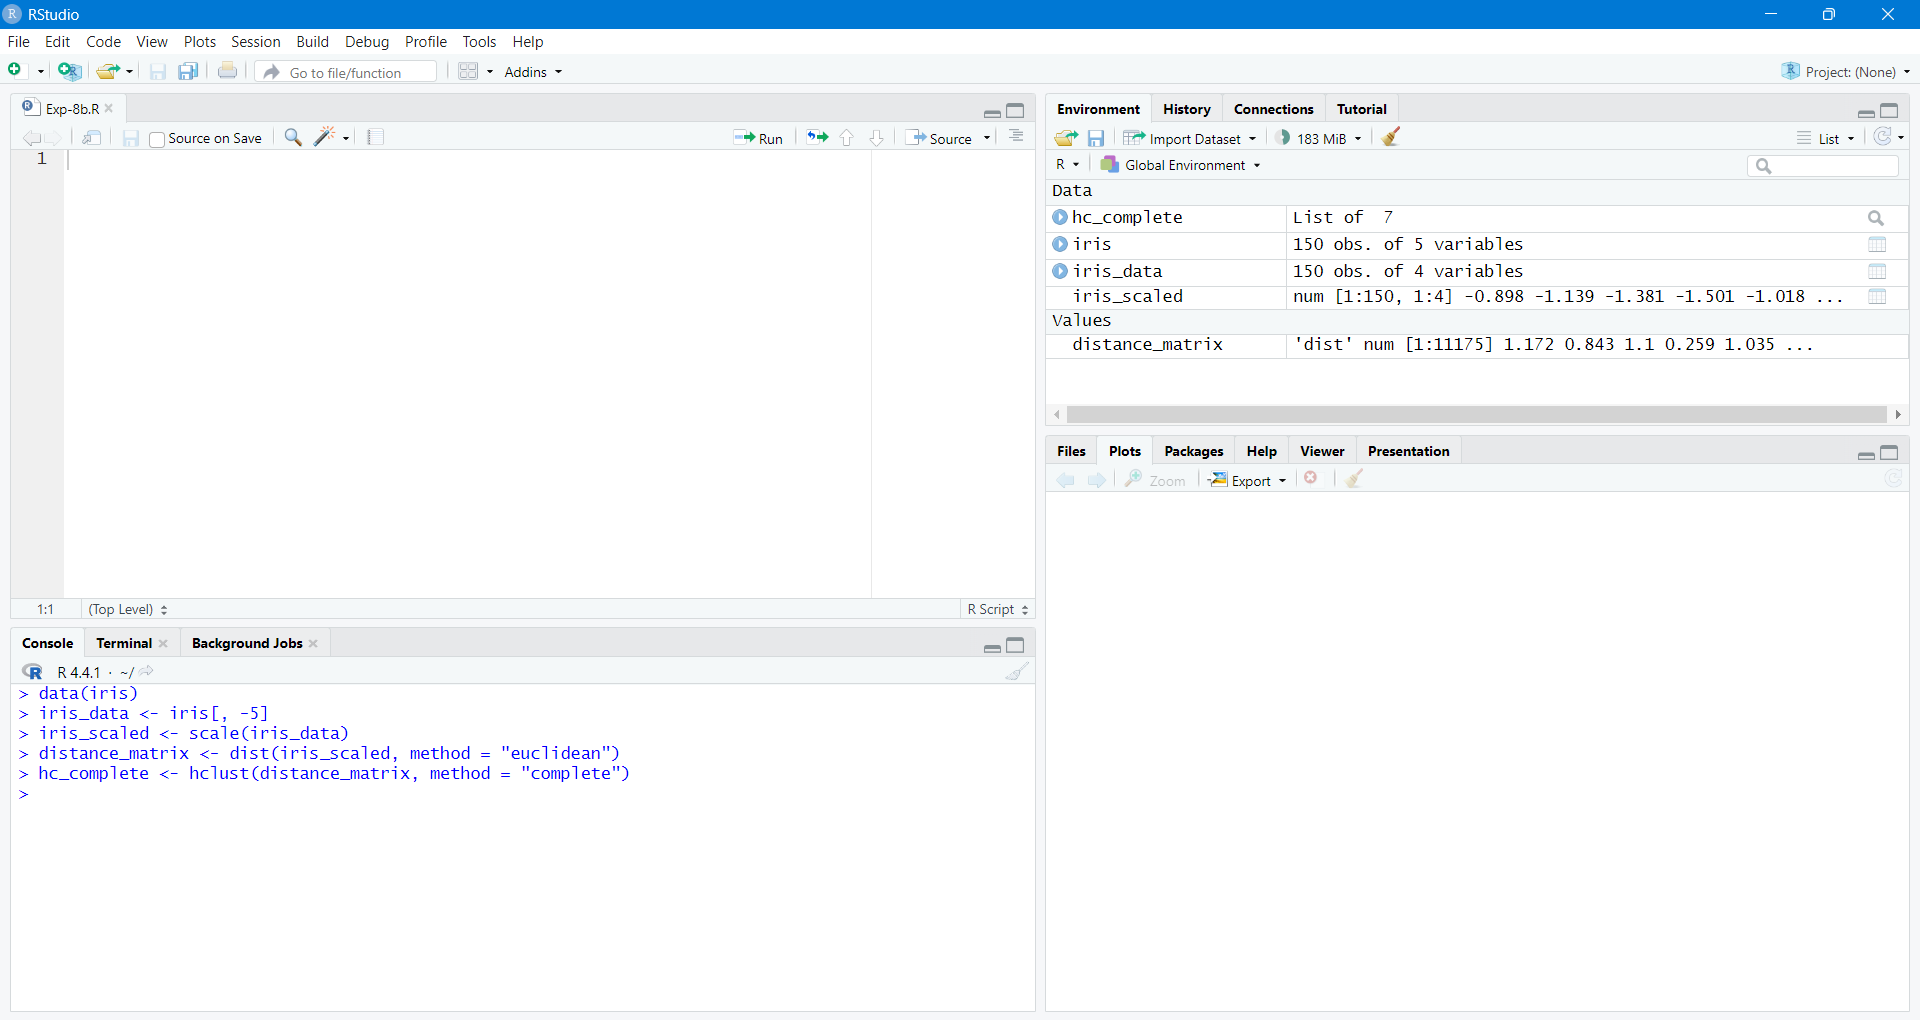 RStudio
File Edit Code View Plots Session Build Debug Profile Tools Help
Go to file/function Addins Project: (None)
Exp-8b.R
Source on Save Run Source
1
1:1 (Top Level) R Script
Console Terminal Background Jobs
R 4.4.1 · ~/
> data(iris)
> iris_data <- iris[, -5]
> iris_scaled <- scale(iris_data)
> distance_matrix <- dist(iris_scaled, method = "euclidean")
> hc_complete <- hclust(distance_matrix, method = "complete")
>
Environment History Connections Tutorial
Import Dataset 183 MiB List
R Global Environment
Data
hc_complete List of 7
iris 150 obs. of 5 variables
iris_data 150 obs. of 4 variables
iris_scaled num [1:150, 1:4] -0.898 -1.139 -1.381 -1.501 -1.018 ...
Values
distance_matrix 'dist' num [1:11175] 1.172 0.843 1.1 0.259 1.035 ...
Files Plots Packages Help Viewer Presentation
Zoom Export